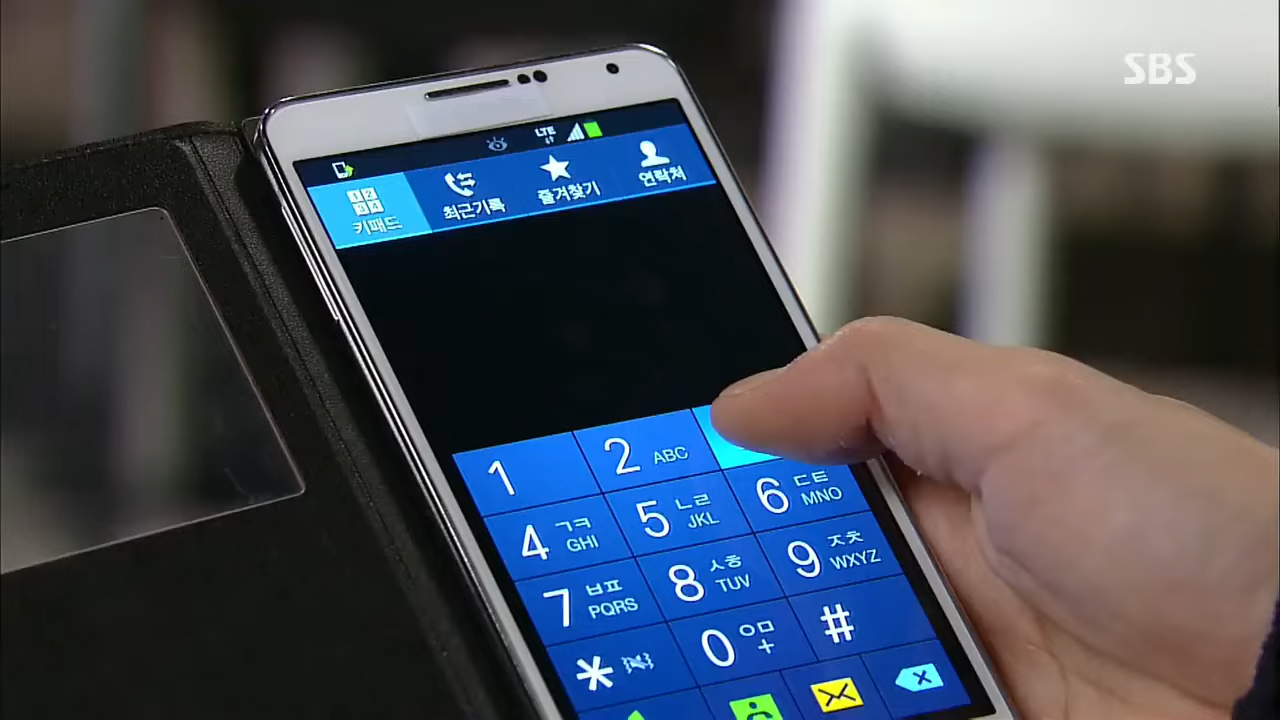 SBS
LTE
키패드
최근기록
즐겨찾기
연락처
1
2 ABC
4 ㄱㅋ GHI
5 ㄴㄹ JKL
6 ㄷㅌ MNO
7 ㅂㅍ PQRS
8 ㅅㅎ TUV
9 ㅈㅊ WXYZ
*
0 ㅇㅁ +
#